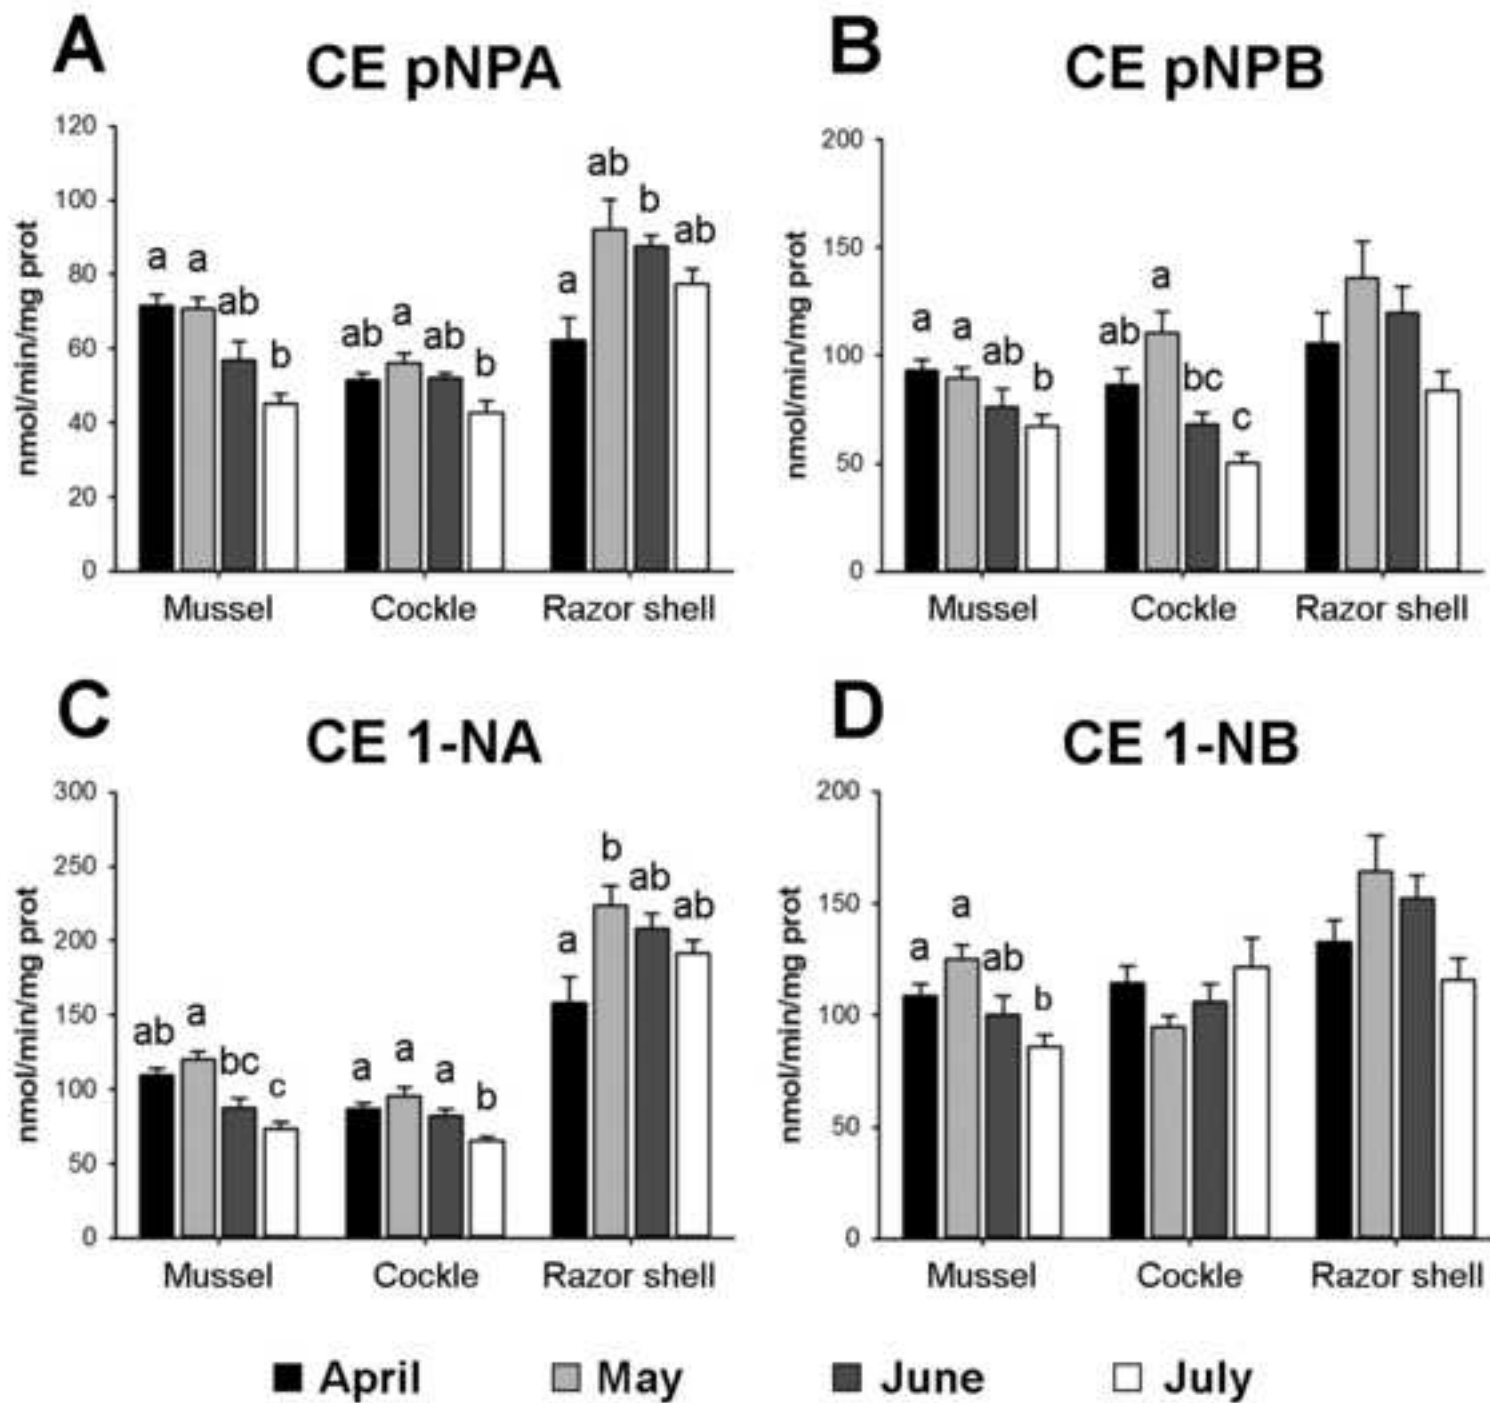 A
CE pNPA
120
100
80
60
40
20
0
nmol/min/mg prot
a a ab b
ab a ab b
a ab b ab
Mussel Cockle Razor shell
B
CE pNPB
200
150
100
50
0
nmol/min/mg prot
a a ab b
ab a bc c
Mussel Cockle Razor shell
C
CE 1-NA
300
250
200
150
100
50
0
nmol/min/mg prot
ab a bc c
a a a b
a b ab ab
Mussel Cockle Razor shell
D
CE 1-NB
200
150
100
50
0
nmol/min/mg prot
a a ab b
Mussel Cockle Razor shell
April May June July